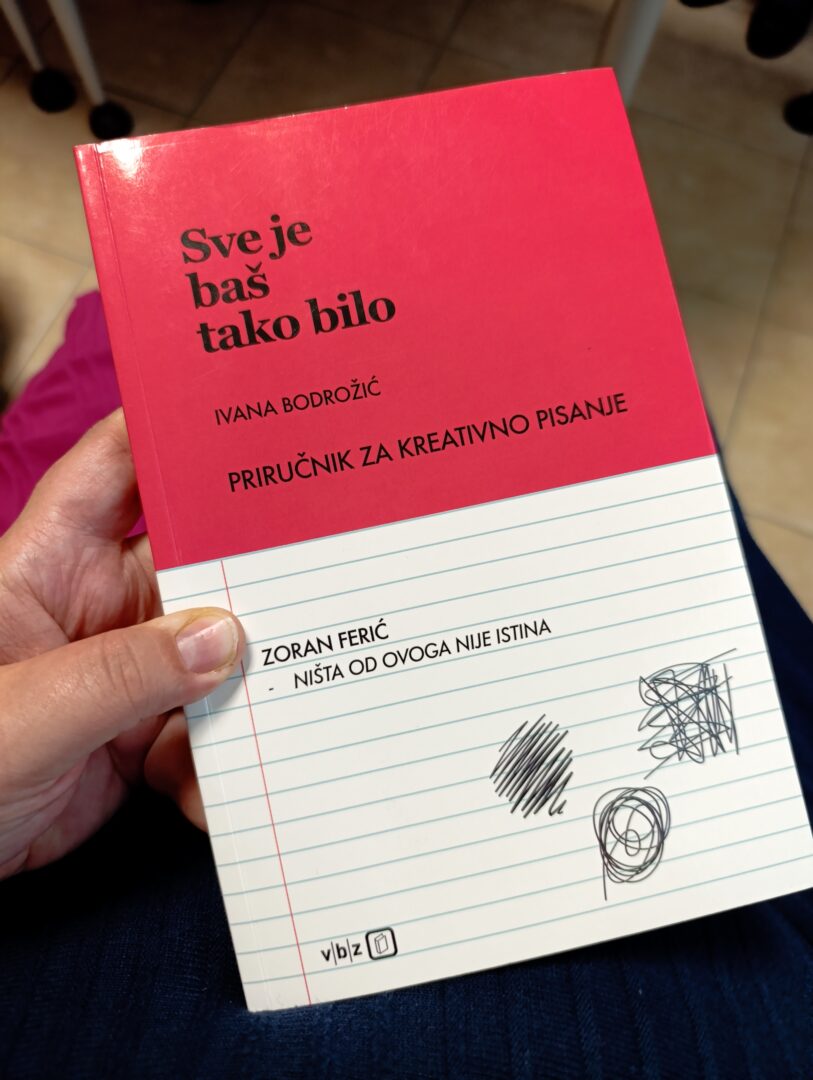 Sve je
baš
tako bilo
IVANA BODROŽIĆ
PRIRUČNIK ZA KREATIVNO PISANJE
ZORAN FERIĆ
- NIŠTA OD OVOGA NIJE ISTINA
v|b|z